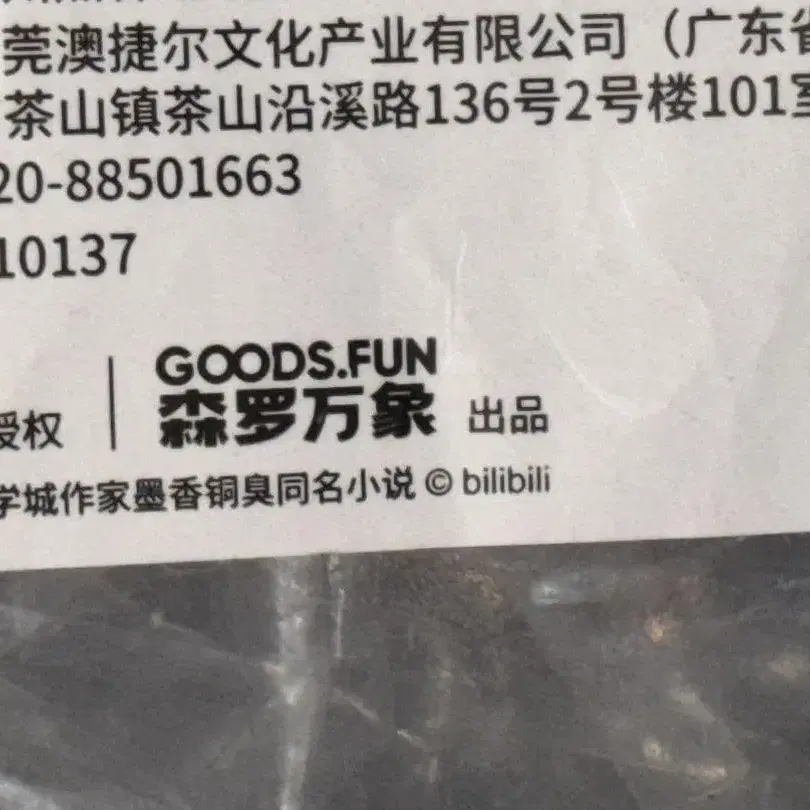 莞澳捷尔文化产业有限公司（广东省
茶山镇茶山沿溪路136号2号楼101室
20-88501663
10137
授权
GOODS.FUN
森罗万象 出品
学城作家墨香铜臭同名小说 © bilibili